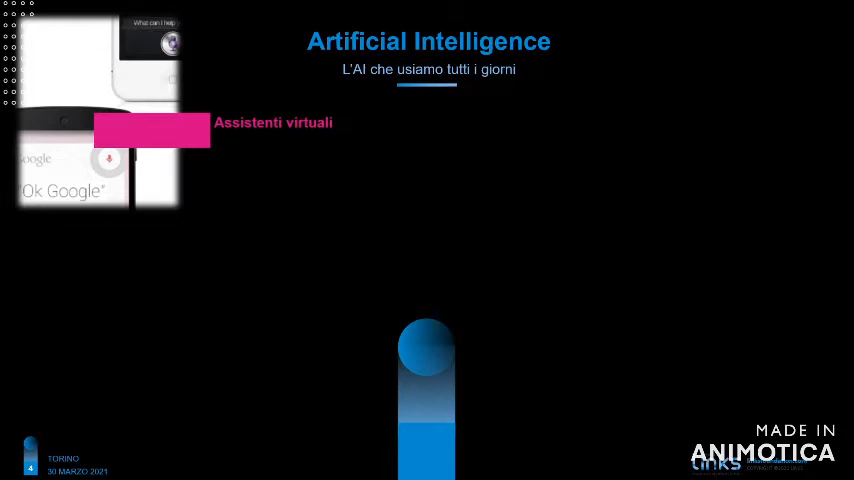 What can I help
Artificial Intelligence
L'AI che usiamo tutti i giorni
Assistenti virtuali
oogle
"Ok Google"
MADE IN
ANIMOTICA
LINKS
4
TORINO
30 MARZO 2021